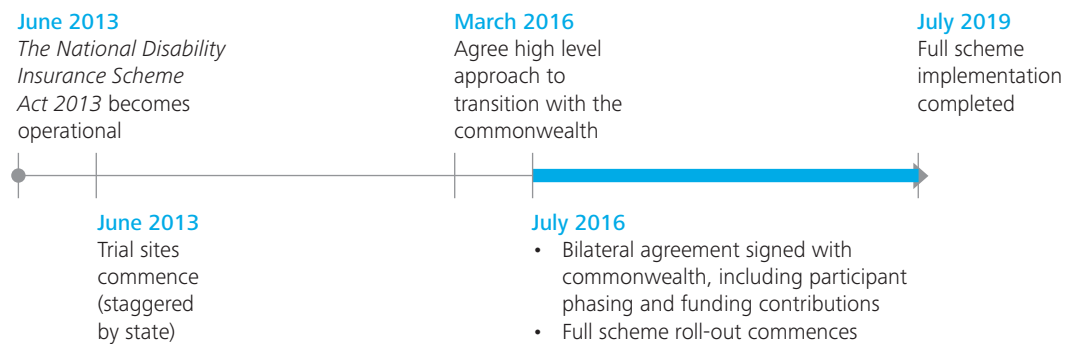 June 2013
The National Disability
Insurance Scheme
Act 2013 becomes
operational
March 2016
Agree high level
approach to
transition with the
commonwealth
July 2019
Full scheme
implementation
completed
June 2013
Trial sites
commence
(staggered
by state)
July 2016
• Bilateral agreement signed with
commonwealth, including participant
phasing and funding contributions
• Full scheme roll-out commences